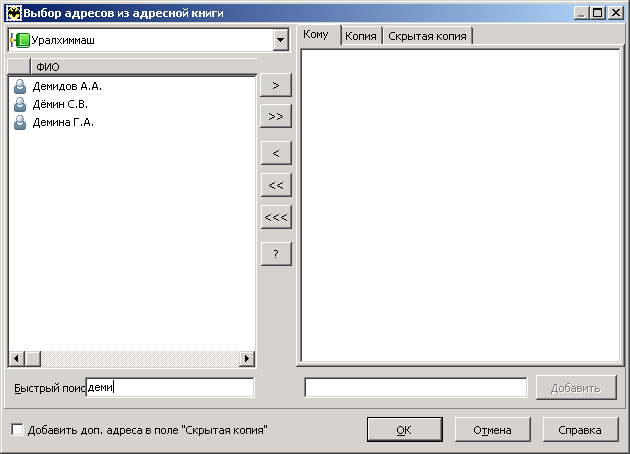 Выбор адресов из адресной книги
Уралхиммаш
ФИО
Демидов А.А.
Дёмин С.В.
Демина Г.А.
>
>>
<
<<
<<<
?
Кому Копия Скрытая копия
Быстрый поис деми
Добавить
Добавить доп. адреса в поле "Скрытая копия"
OK Отмена Справка